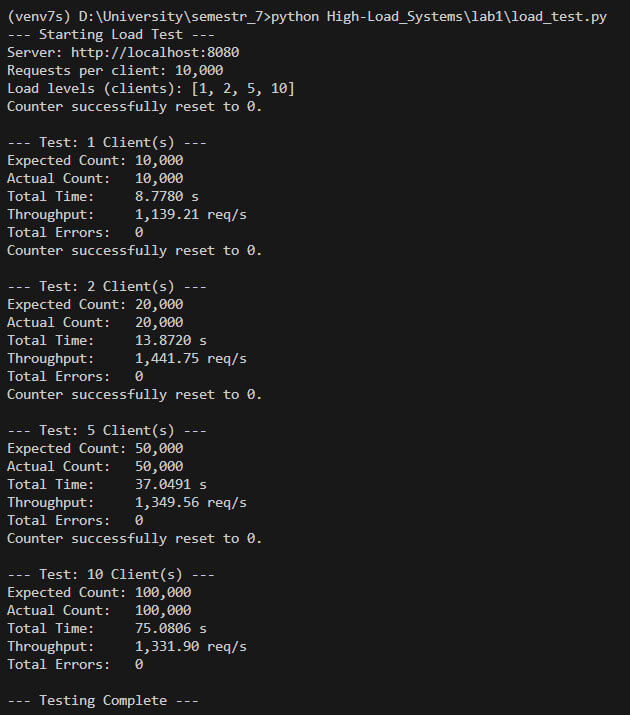 (venv7s) D:\University\semestr_7>python High-Load_Systems\lab1\load_test.py
--- Starting Load Test ---
Server: http://localhost:8080
Requests per client: 10,000
Load levels (clients): [1, 2, 5, 10]
Counter successfully reset to 0.

--- Test: 1 Client(s) ---
Expected Count: 10,000
Actual Count:   10,000
Total Time:     8.7780 s
Throughput:     1,139.21 req/s
Total Errors:   0
Counter successfully reset to 0.

--- Test: 2 Client(s) ---
Expected Count: 20,000
Actual Count:   20,000
Total Time:     13.8720 s
Throughput:     1,441.75 req/s
Total Errors:   0
Counter successfully reset to 0.

--- Test: 5 Client(s) ---
Expected Count: 50,000
Actual Count:   50,000
Total Time:     37.0491 s
Throughput:     1,349.56 req/s
Total Errors:   0
Counter successfully reset to 0.

--- Test: 10 Client(s) ---
Expected Count: 100,000
Actual Count:   100,000
Total Time:     75.0806 s
Throughput:     1,331.90 req/s
Total Errors:   0

--- Testing Complete ---